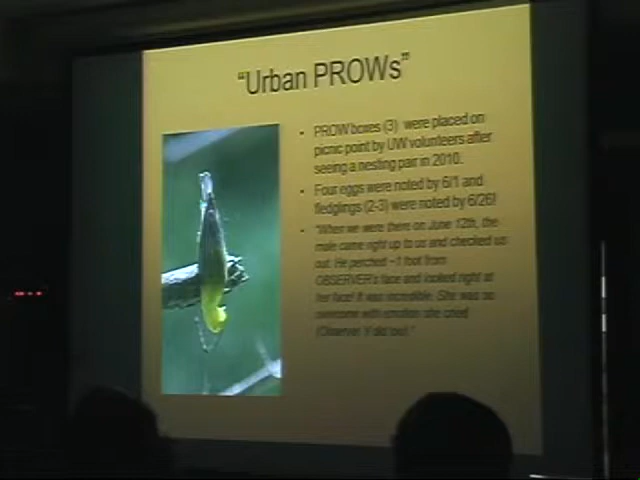 “Urban PROWs”
• PROW boxes (3) were placed on
picnic point by UW volunteers after
seeing a nesting pair in 2010.
• Four eggs were noted by 6/1 and
fledglings (2-3) were noted by 6/26!
• “When we were there on June 12th, the
male came right up to us and checked us
out. He perched ~1 foot from
OBSERVER's face and looked right at
her face! It was incredible. She was so
overcome with emotion she cried
(Observer Y did too).”